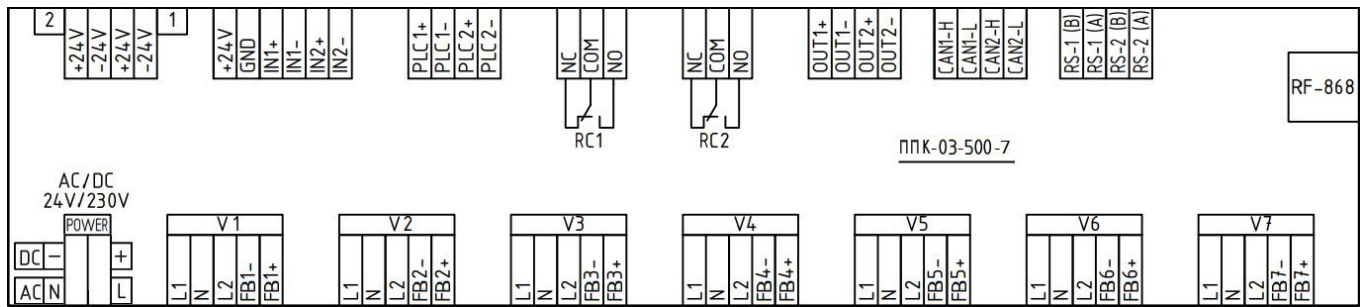 2 +24V -24V +24V -24V 1
+24V GND IN1+ IN1- IN2+ IN2-
PLC1+ PLC1- PLC2+ PLC2-
NC COM NO
RC1
NC COM NO
RC2
OUT1+ OUT1- OUT2+ OUT2-
CAN1-H CAN1-L CAN2-H CAN2-L
RS-1 (B) RS-1 (A) RS-2 (B) RS-2 (A)
RF-868
ППК-03-500-7
AC/DC
24V/230V
POWER
DC - +
AC N L
V1
L1 N L2 FB1- FB1+
V2
L1 N L2 FB2- FB2+
V3
L1 N L2 FB3- FB3+
V4
L1 N L2 FB4- FB4+
V5
L1 N L2 FB5- FB5+
V6
L1 N L2 FB6- FB6+
V7
L1 N L2 FB7- FB7+